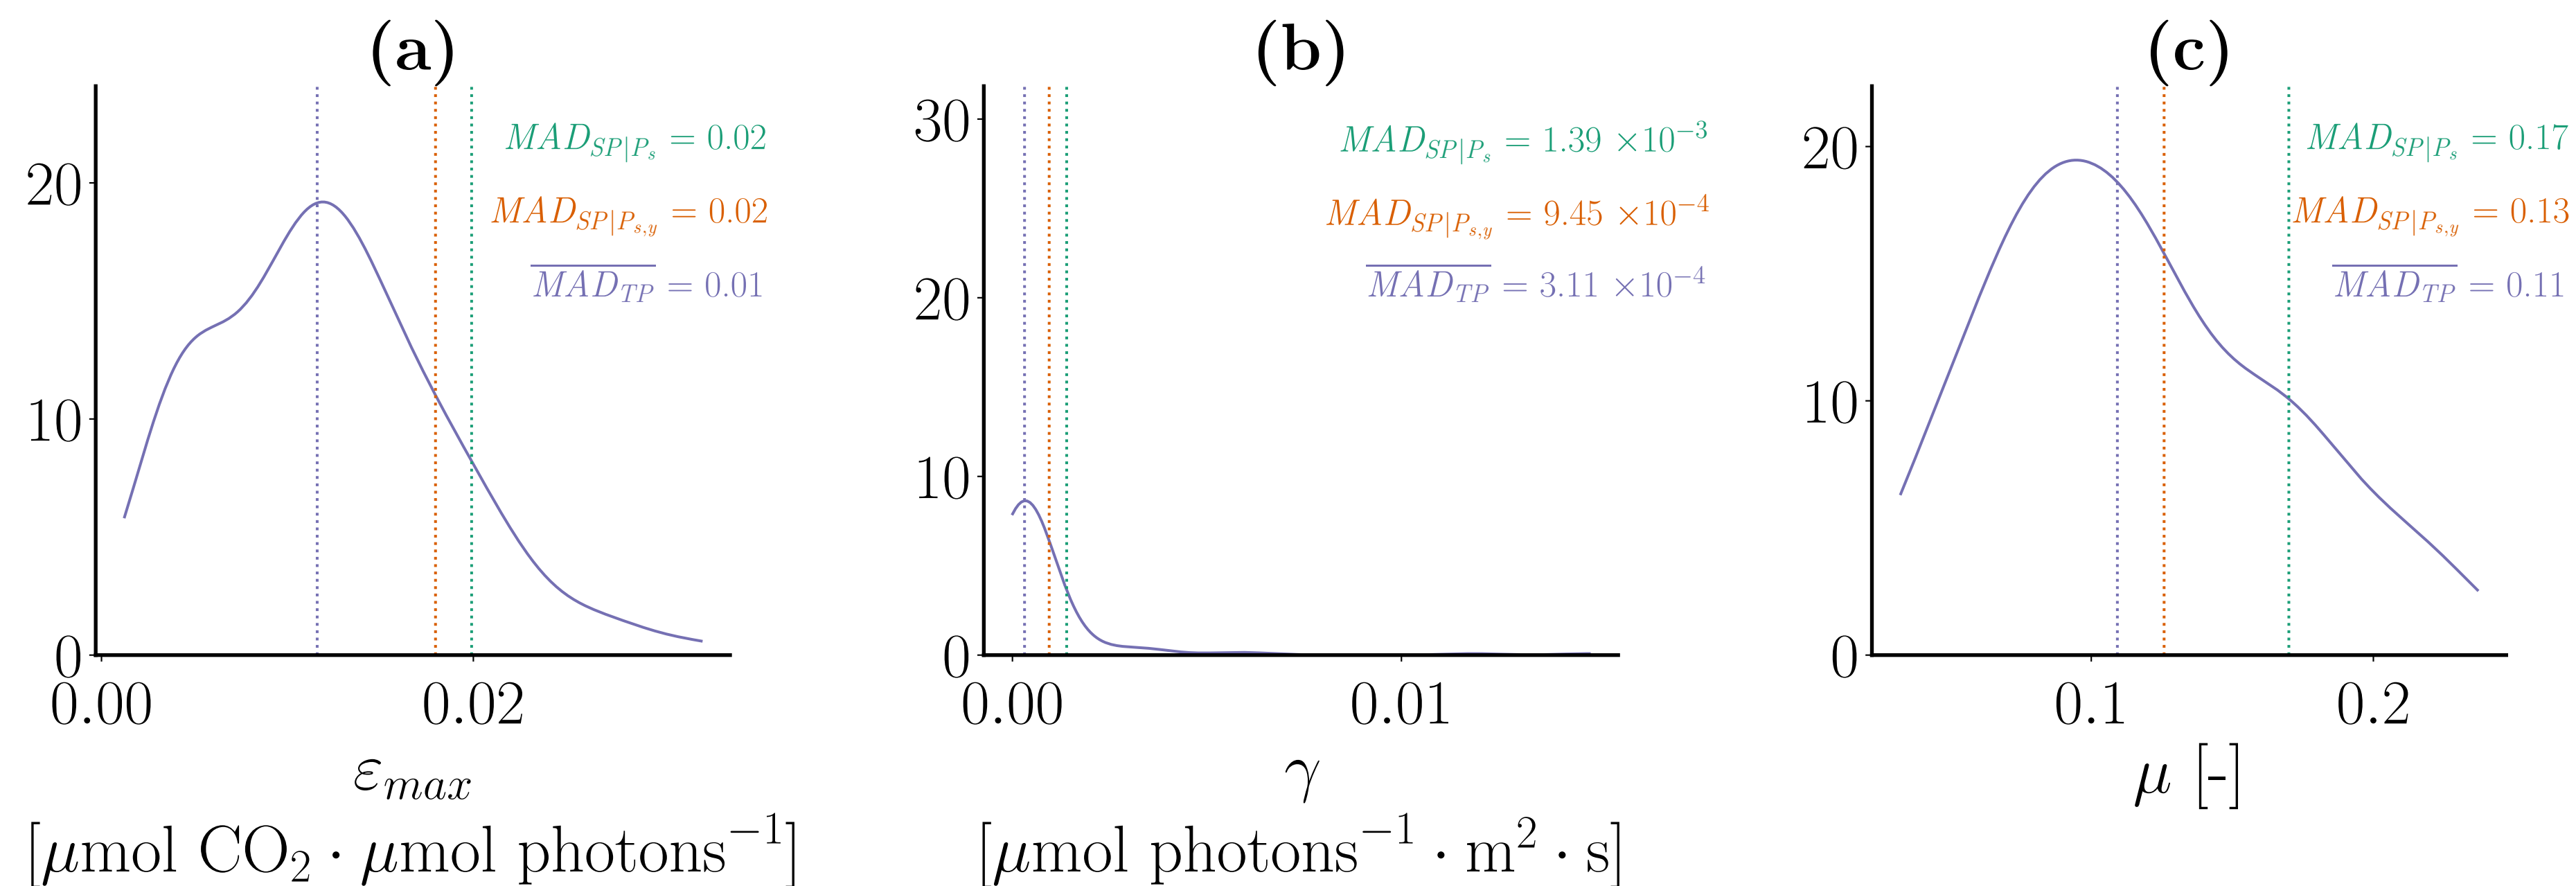 (a)
20
10
0
0.00 0.02
MAD_{SP|P_s} = 0.02
MAD_{SP|P_{s,y}} = 0.02
\overline{MAD_{TP}} = 0.01
ε_{max}
[μmol CO₂ · μmol photons⁻¹]
(b)
30
20
10
0
0.00 0.01
MAD_{SP|P_s} = 1.39 ×10⁻³
MAD_{SP|P_{s,y}} = 9.45 ×10⁻⁴
\overline{MAD_{TP}} = 3.11 ×10⁻⁴
γ
[μmol photons⁻¹ · m² · s]
(c)
20
10
0
0.1 0.2
MAD_{SP|P_s} = 0.17
MAD_{SP|P_{s,y}} = 0.13
\overline{MAD_{TP}} = 0.11
μ [-]